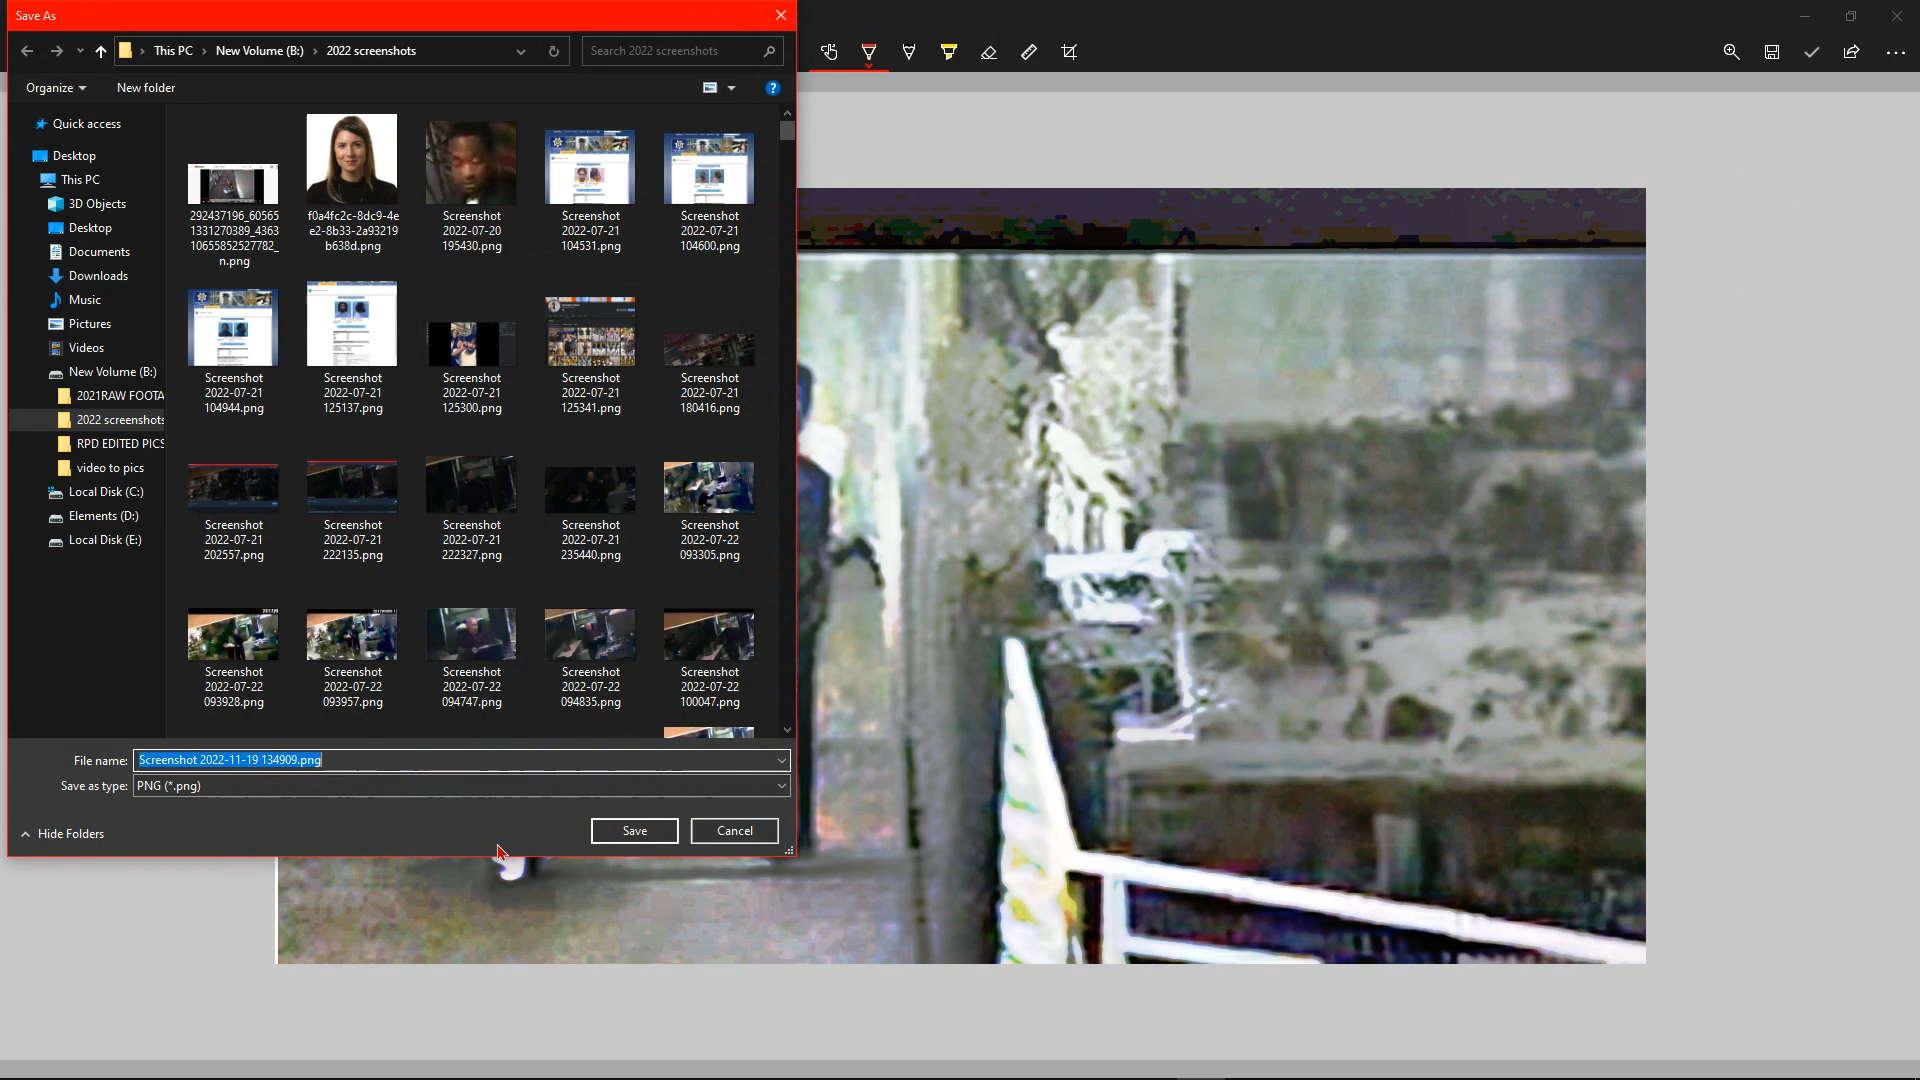 Save As
This PC
New Volume (B:)
2022 screenshots
Search 2022 screenshots
Organize
New folder
Quick access
Desktop
This PC
3D Objects
Desktop
Documents
Downloads
Music
Pictures
Videos
New Volume (B:)
2021RAW FOOTA
2022 screenshots
RPD EDITED PICS
video to pics
Local Disk (C:)
Elements (D:)
Local Disk (E:)
292437196_60565
1331270389_4363
10655852527782_
n.png
f0a4fc2c-8dc9-4e
e2-8b33-2a93219
b638d.png
Screenshot
2022-07-20
195430.png
Screenshot
2022-07-21
104531.png
Screenshot
2022-07-21
104600.png
Screenshot
2022-07-21
104944.png
Screenshot
2022-07-21
125137.png
Screenshot
2022-07-21
125300.png
Screenshot
2022-07-21
125341.png
Screenshot
2022-07-21
180416.png
Screenshot
2022-07-21
202557.png
Screenshot
2022-07-21
222135.png
Screenshot
2022-07-21
222327.png
Screenshot
2022-07-21
235440.png
Screenshot
2022-07-22
093305.png
Screenshot
2022-07-22
093928.png
Screenshot
2022-07-22
093957.png
Screenshot
2022-07-22
094747.png
Screenshot
2022-07-22
094835.png
Screenshot
2022-07-22
100047.png
File name: Screenshot 2022-11-19 134909.png
Save as type: PNG (*.png)
Hide Folders
Save
Cancel